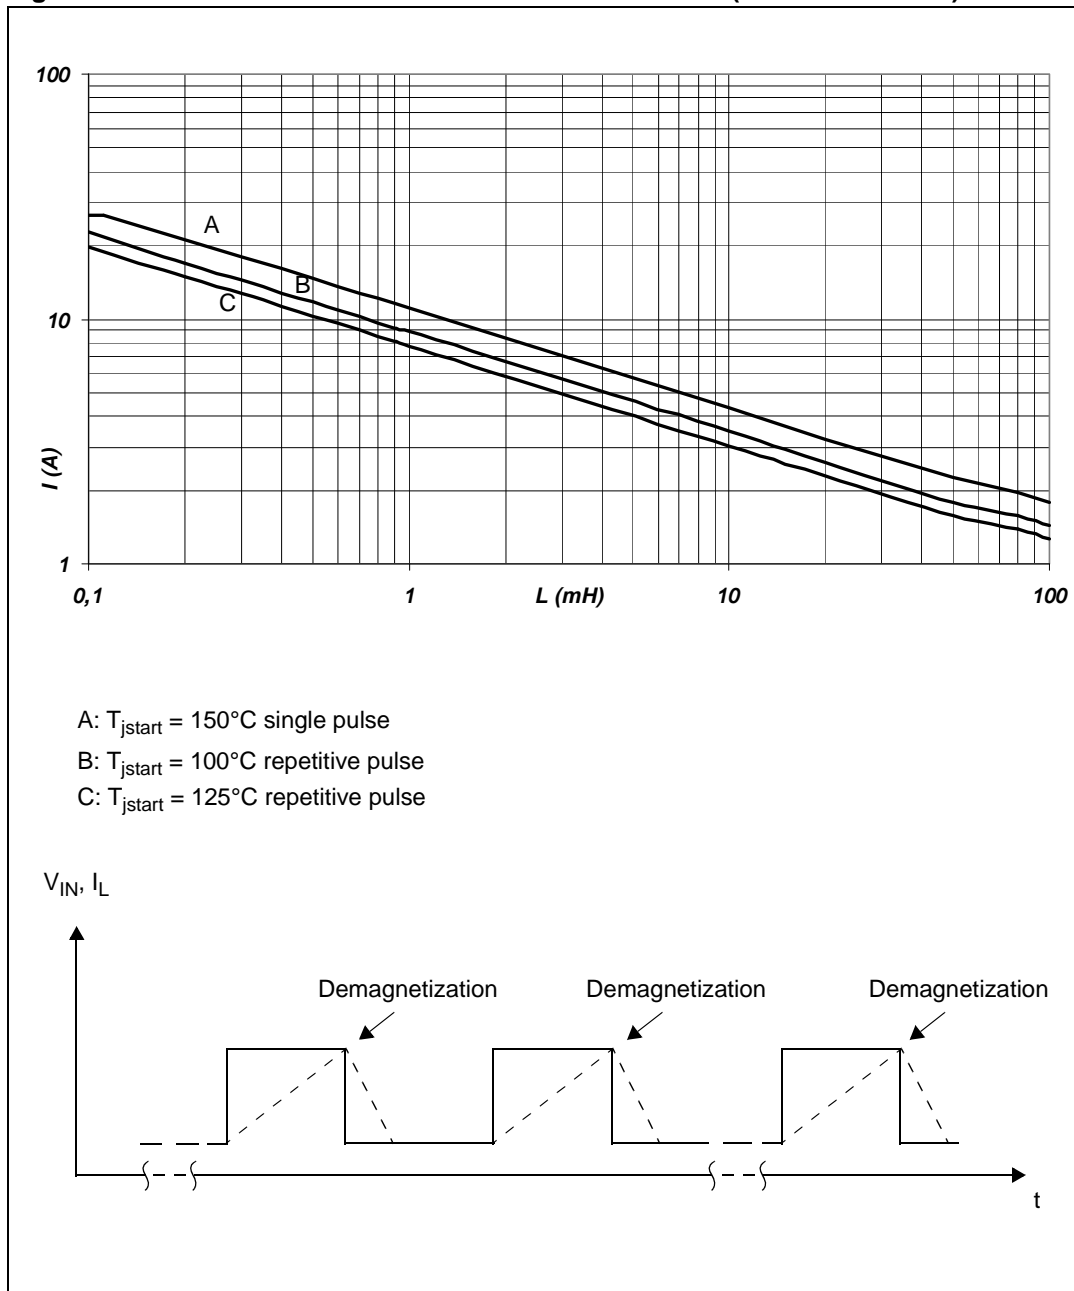 100
A
B
C
10
I (A)
1
0,1 1 L (mH) 10 100
A: Tjstart = 150°C single pulse
B: Tjstart = 100°C repetitive pulse
C: Tjstart = 125°C repetitive pulse
VIN, IL
Demagnetization Demagnetization Demagnetization
t